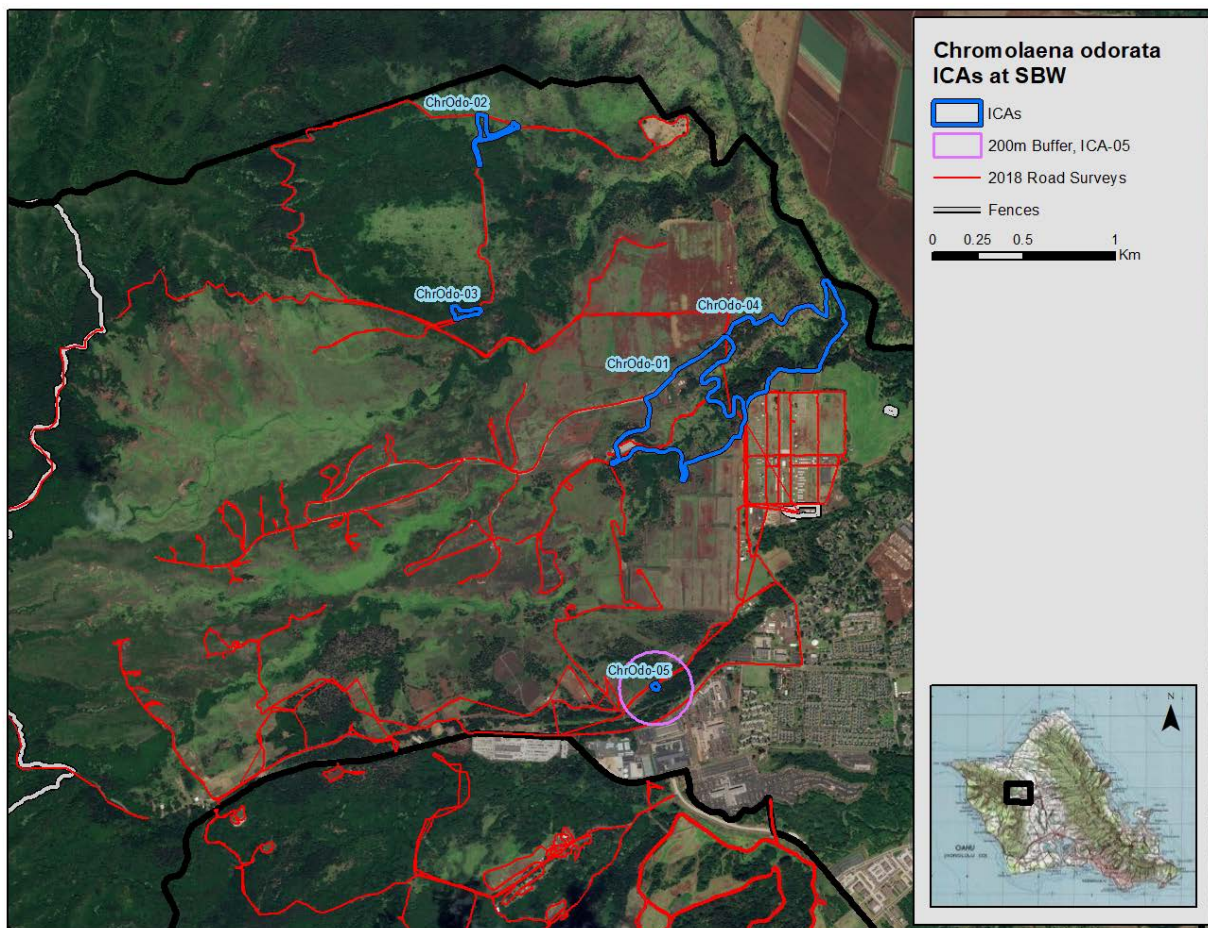 Chromolaena odorata
ICAs at SBW
ICAs
200m Buffer, ICA-05
2018 Road Surveys
Fences
0 0.25 0.5 1
Km
ChrOdo-02
ChrOdo-03
ChrOdo-04
ChrOdo-01
ChrOdo-05
N
OAHU